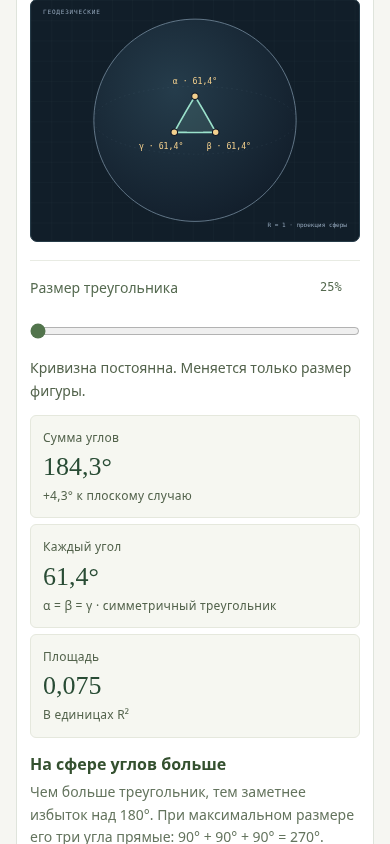 ГЕОДЕЗИЧЕСКИЕ
α · 61,4°
γ · 61,4° β · 61,4°
R = 1 · проекция сферы
Размер треугольника 25%
Кривизна постоянна. Меняется только размер
фигуры.
Сумма углов
184,3°
+4,3° к плоскому случаю
Каждый угол
61,4°
α = β = γ · симметричный треугольник
Площадь
0,075
В единицах R²
На сфере углов больше
Чем больше треугольник, тем заметнее
избыток над 180°. При максимальном размере
его три угла прямые: 90° + 90° + 90° = 270°.